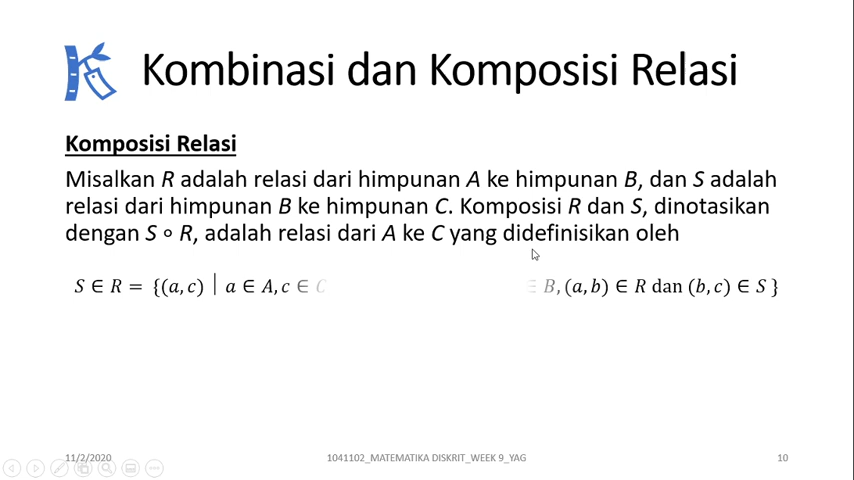 Kombinasi dan Komposisi Relasi
Komposisi Relasi
Misalkan R adalah relasi dari himpunan A ke himpunan B, dan S adalah
relasi dari himpunan B ke himpunan C. Komposisi R dan S, dinotasikan
dengan S ∘ R, adalah relasi dari A ke C yang didefinisikan oleh
S ∈ R = {(a, c) | a ∈ A, c ∈ C ∈ B, (a, b) ∈ R dan (b, c) ∈ S }
11/2/2020 1041102_MATEMATIKA DISKRIT_WEEK 9_YAG 10